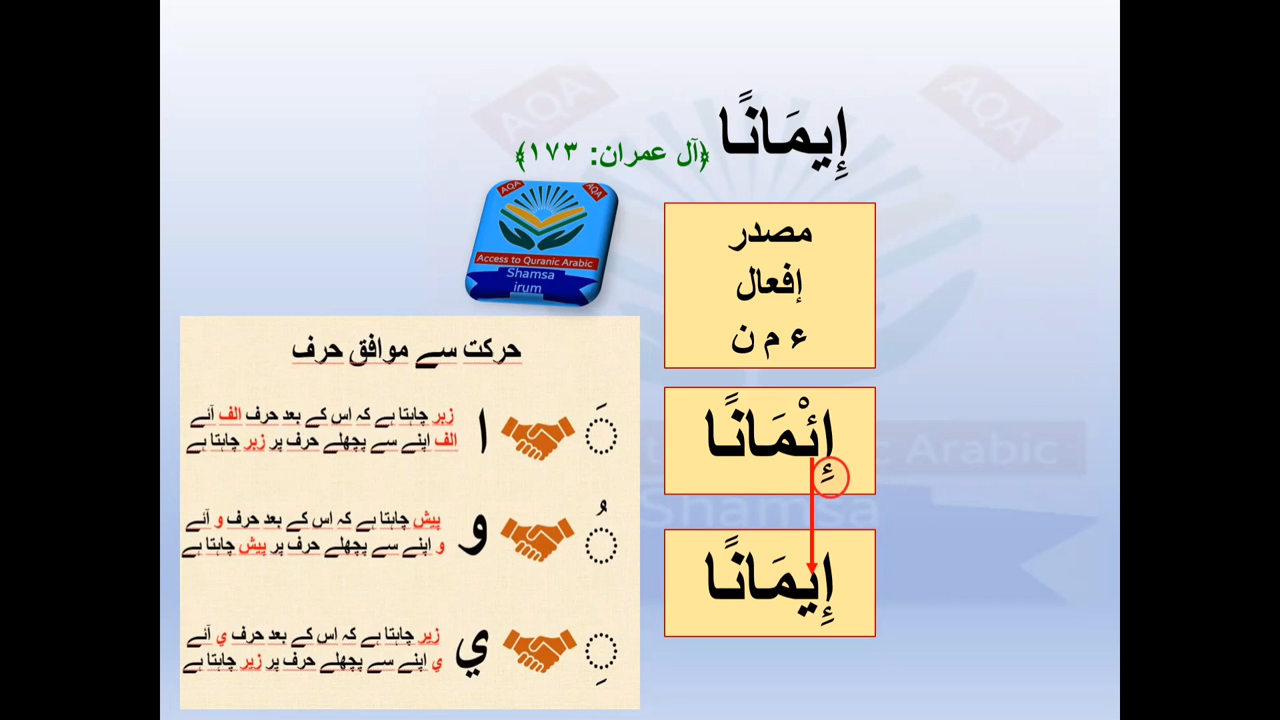 إِيمَانًا ﴿آل عمران: ١٧٣﴾
AQA AQA
Access to Quranic Arabic
Shamsa
irum
مصدر
إفعال
ء م ن
إِئْمَانًا
إِيمَانًا
حرکت سے موافق حرف
زبر چاہتا ہے کہ اس کے بعد حرف الف آئے
الف اپنے سے پچھلے حرف پر زبر چاہتا ہے
ا
پیش چاہتا ہے کہ اس کے بعد حرف و آئے
و اپنے سے پچھلے حرف پر پیش چاہتا ہے
و
زیر چاہتا ہے کہ اس کے بعد حرف ي آئے
ي اپنے سے پچھلے حرف پر زیر چاہتا ہے
ي